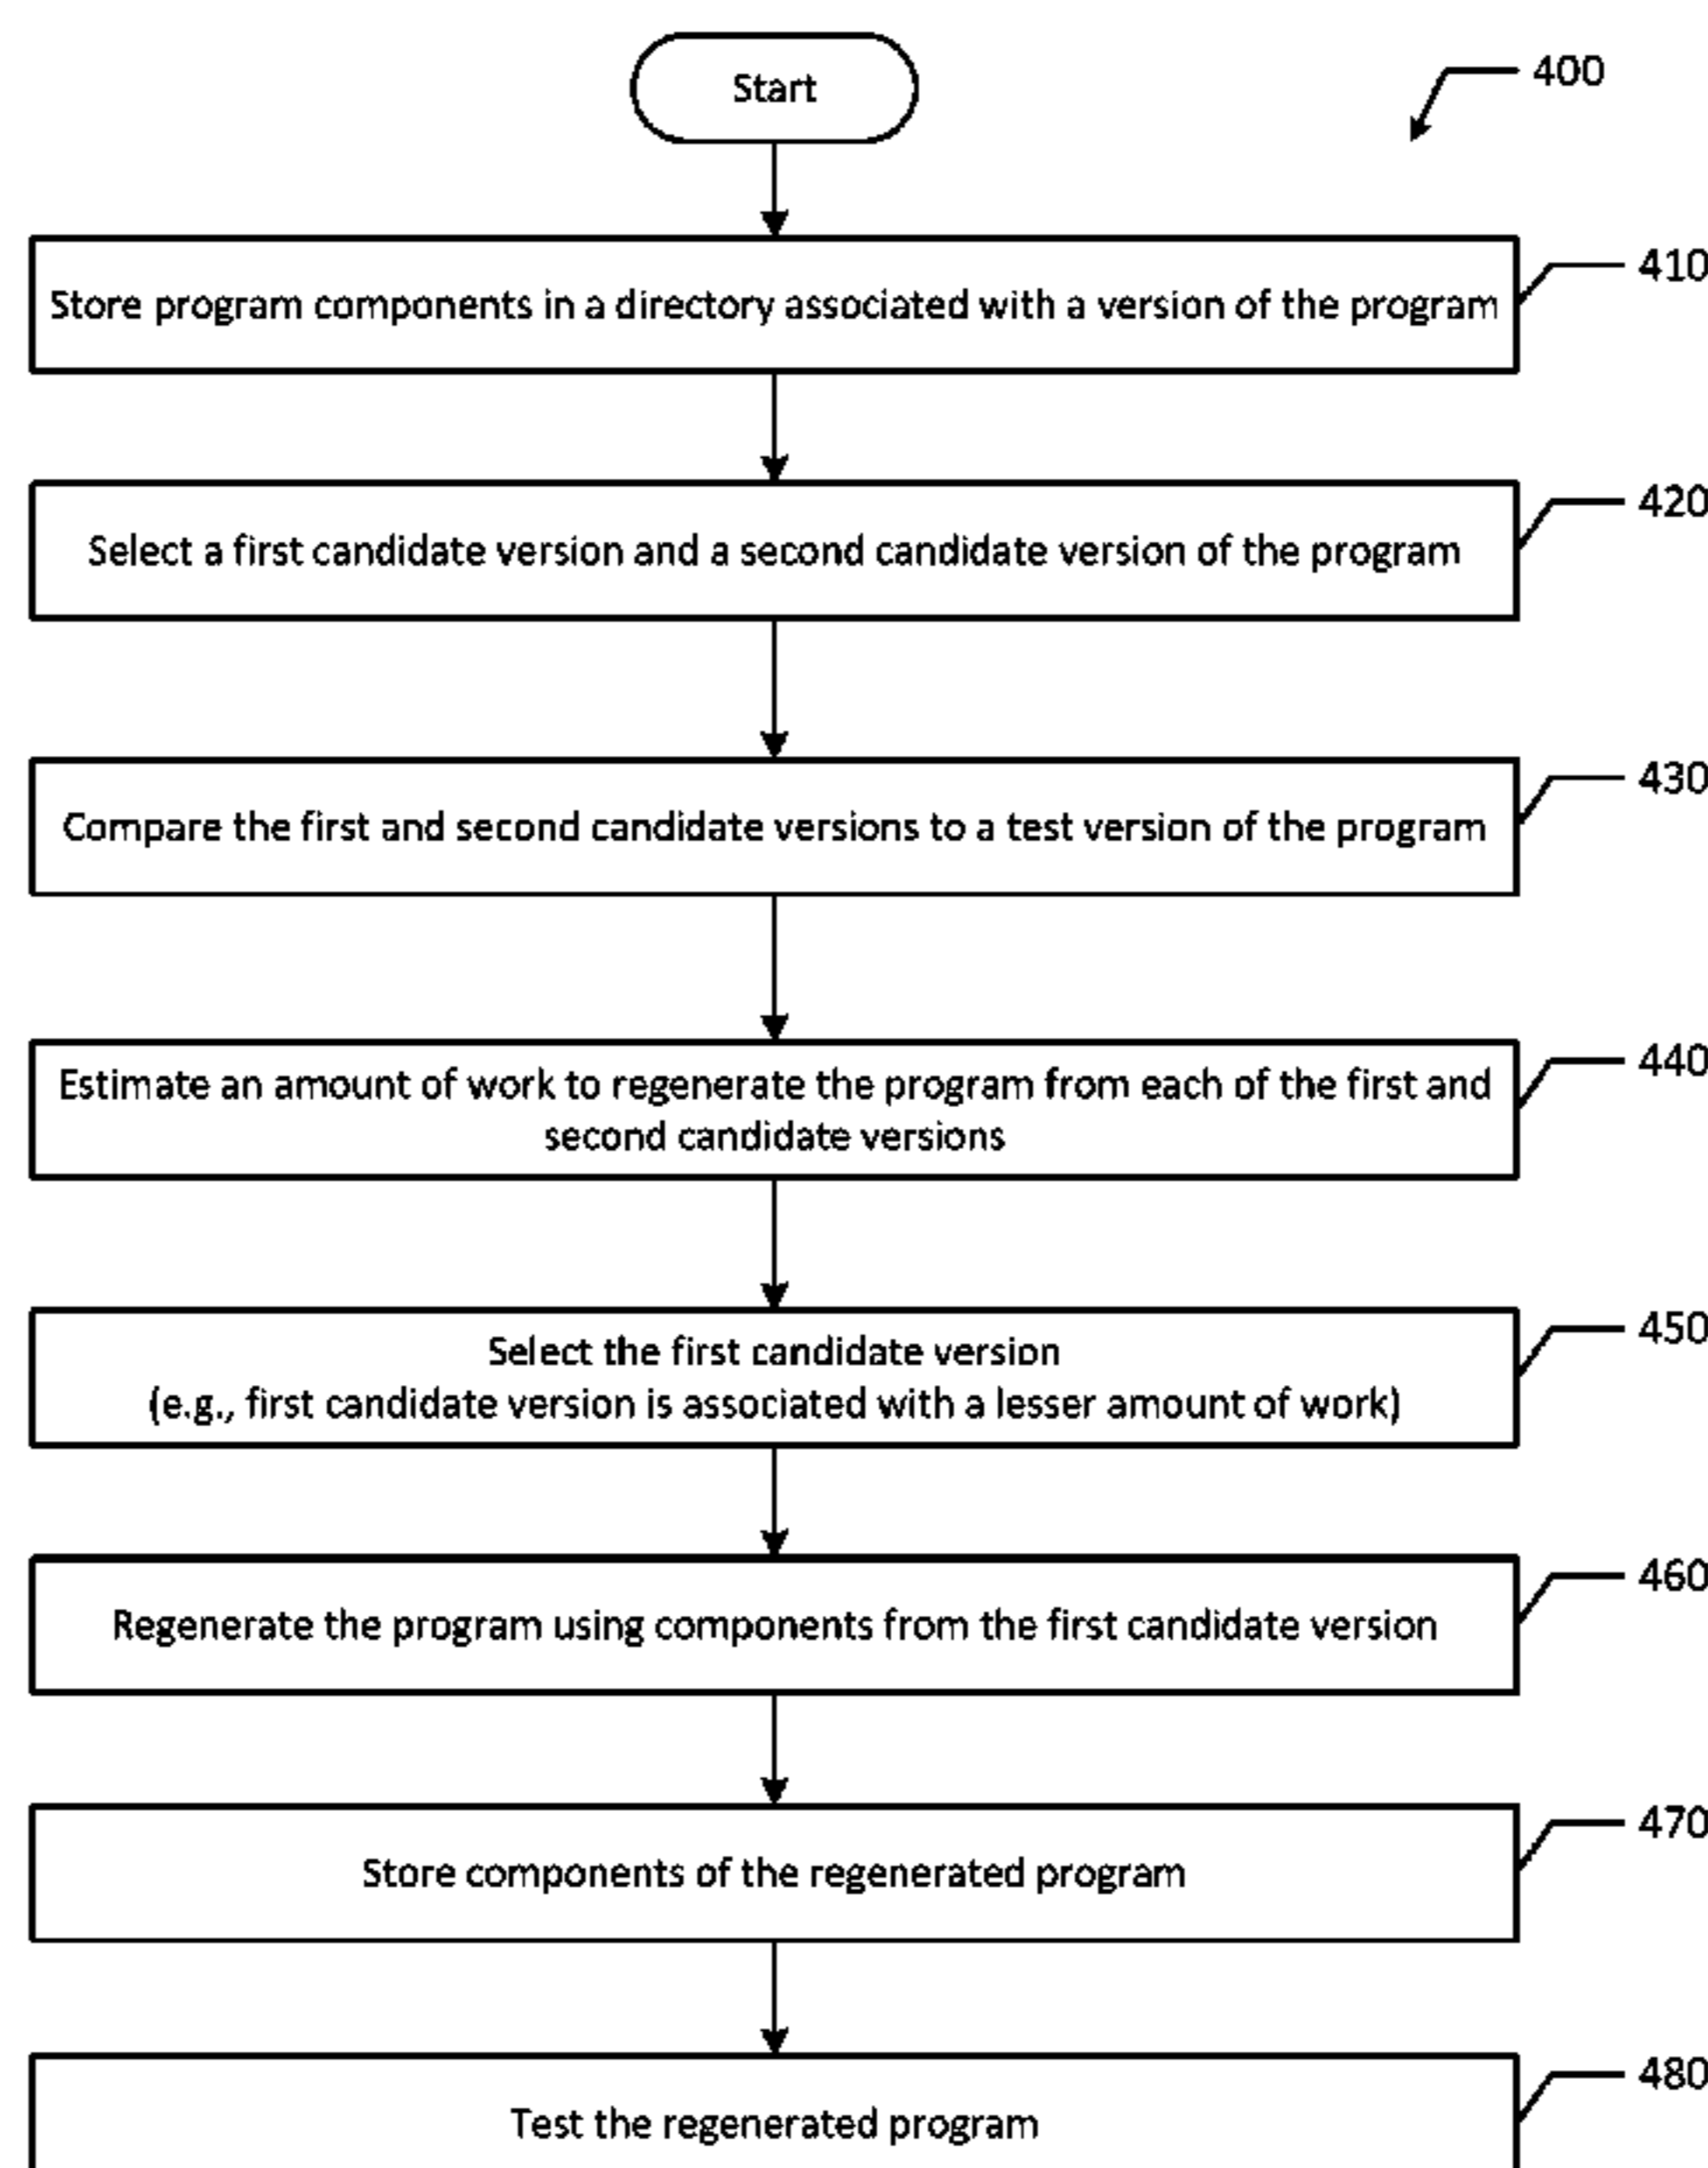 Start
400
Store program components in a directory associated with a version of the program
410
Select a first candidate version and a second candidate version of the program
420
Compare the first and second candidate versions to a test version of the program
430
Estimate an amount of work to regenerate the program from each of the first and
second candidate versions
440
Select the first candidate version
(e.g., first candidate version is associated with a lesser amount of work)
450
Regenerate the program using components from the first candidate version
460
Store components of the regenerated program
470
Test the regenerated program
480